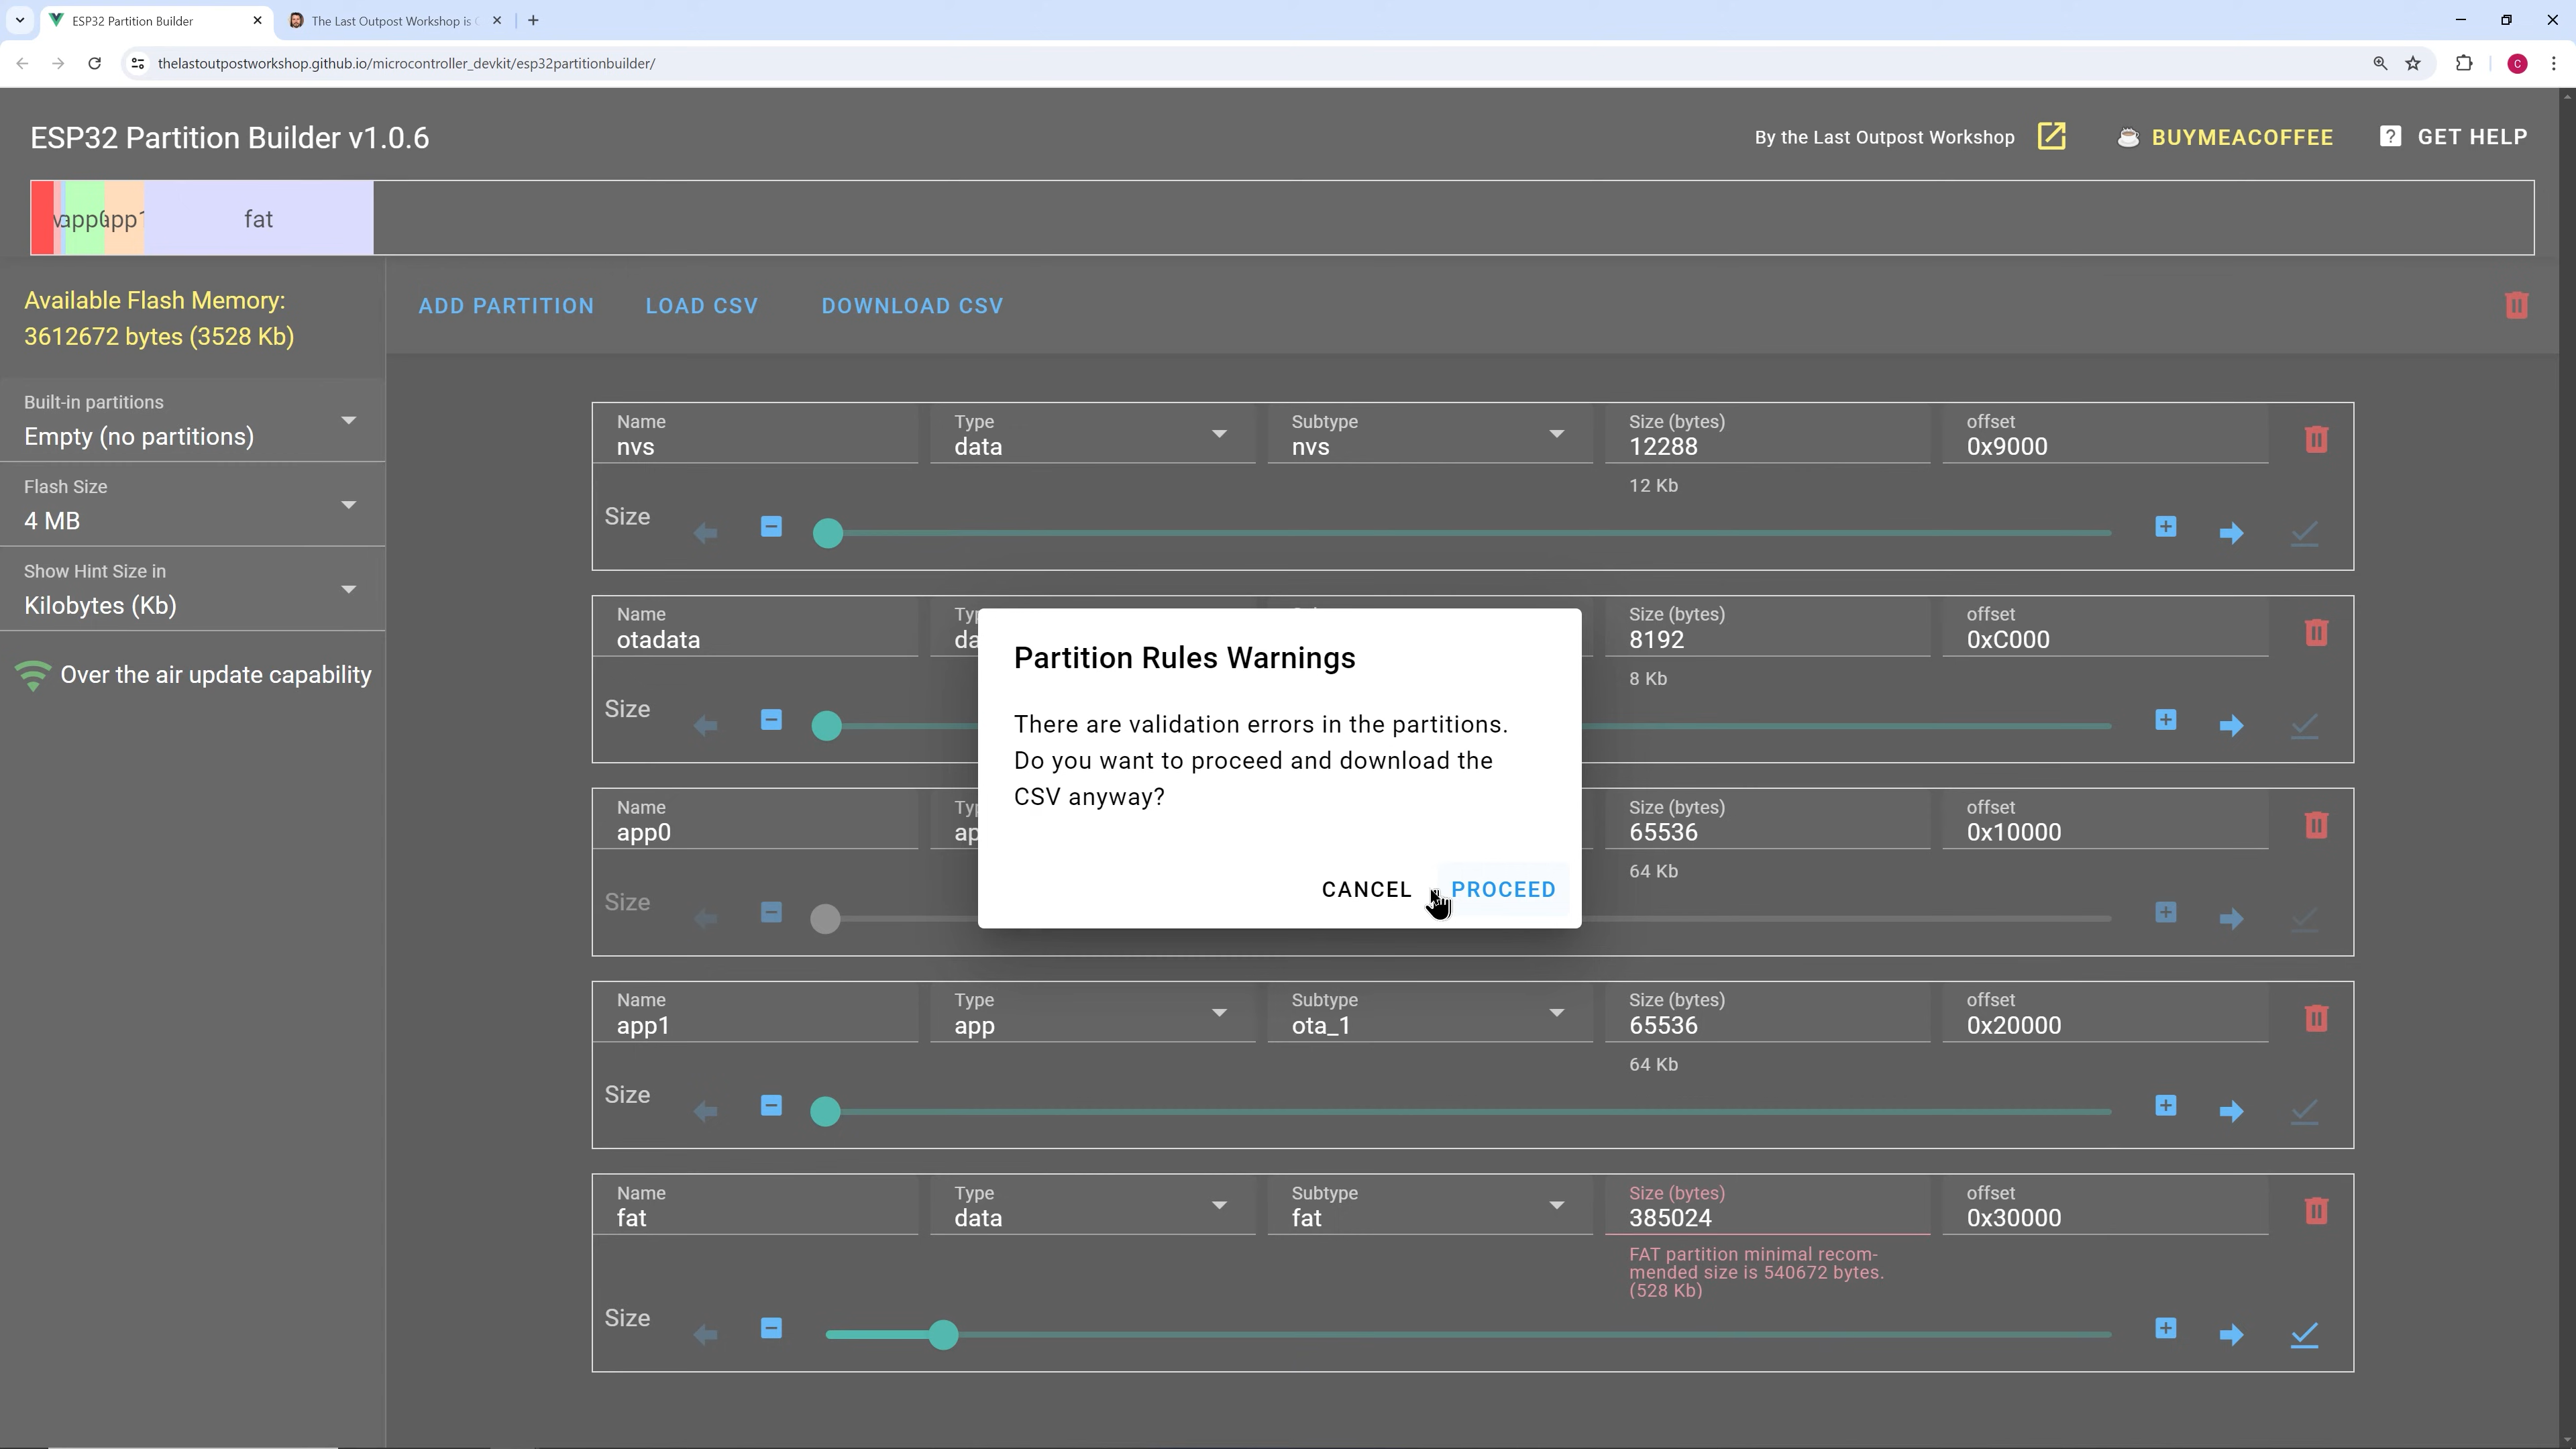 ESP32 Partition Builder
The Last Outpost Workshop is
thelastoutpostworkshop.github.io/microcontroller_devkit/esp32partitionbuilder/
C
ESP32 Partition Builder v1.0.6
By the Last Outpost Workshop
BUYMEACOFFEE
GET HELP
app0
app1
fat
Available Flash Memory:
3612672 bytes (3528 Kb)
ADD PARTITION
LOAD CSV
DOWNLOAD CSV
Built-in partitions
Empty (no partitions)
Flash Size
4 MB
Show Hint Size in
Kilobytes (Kb)
Over the air update capability
Name
nvs
Type
data
Subtype
nvs
Size (bytes)
12288
12 Kb
offset
0x9000
Size
Name
otadata
Size (bytes)
8192
8 Kb
offset
0xC000
Size
Name
app0
Size (bytes)
65536
64 Kb
offset
0x10000
Size
Partition Rules Warnings
There are validation errors in the partitions.
Do you want to proceed and download the
CSV anyway?
CANCEL
PROCEED
Name
app1
Type
app
Subtype
ota_1
Size (bytes)
65536
64 Kb
offset
0x20000
Size
Name
fat
Type
data
Subtype
fat
Size (bytes)
385024
FAT partition minimal recom-
mended size is 540672 bytes.
(528 Kb)
offset
0x30000
Size